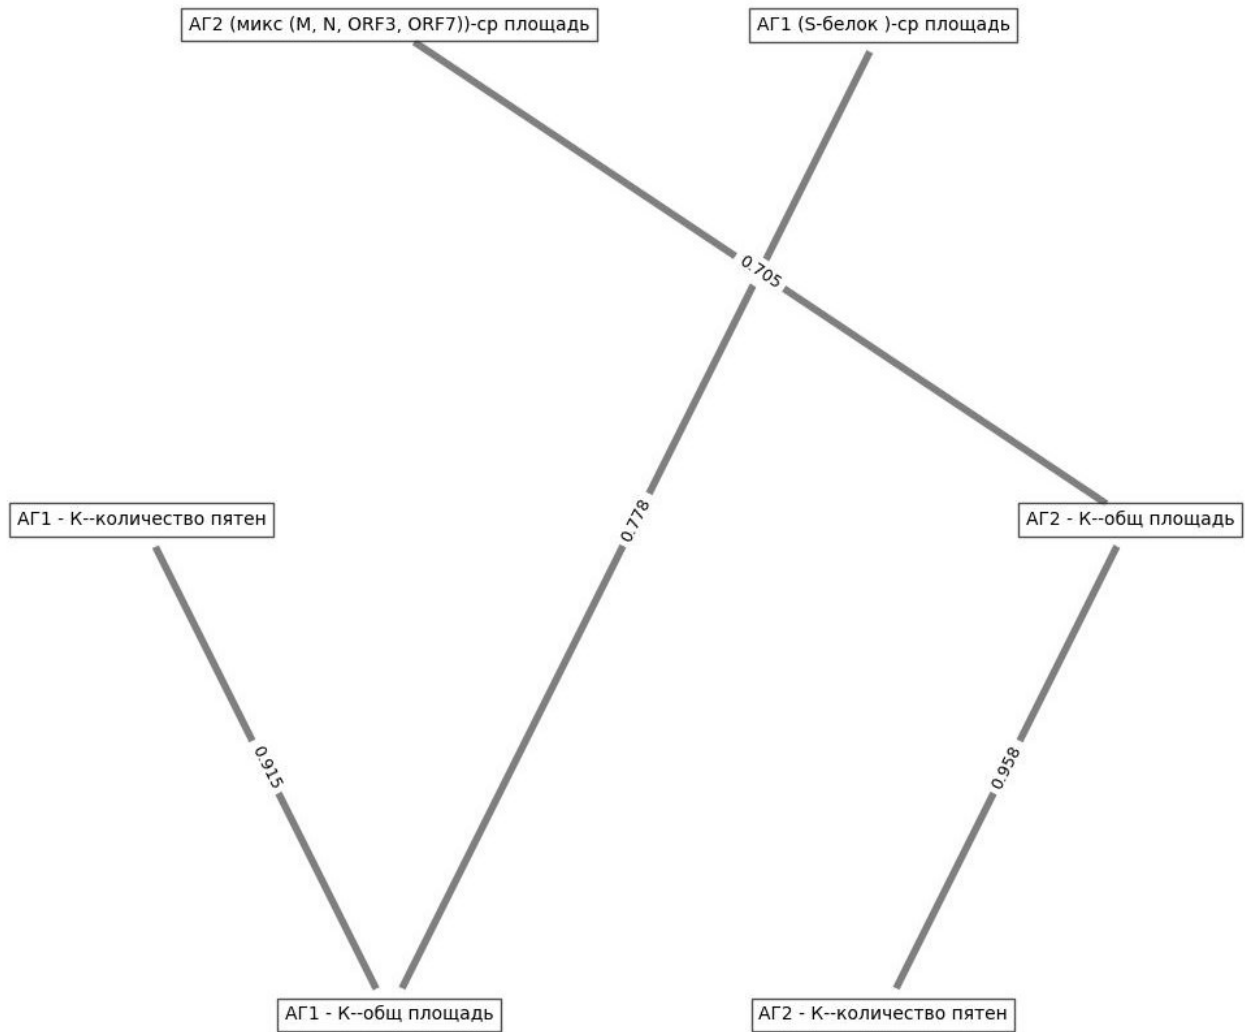 АГ2 (микс (M, N, ORF3, ORF7))-ср площадь
АГ1 (S-белок )-ср площадь
0.705
0.778
АГ1 - К--количество пятен
АГ2 - К--общ площадь
0.915
0.958
АГ1 - К--общ площадь
АГ2 - К--количество пятен